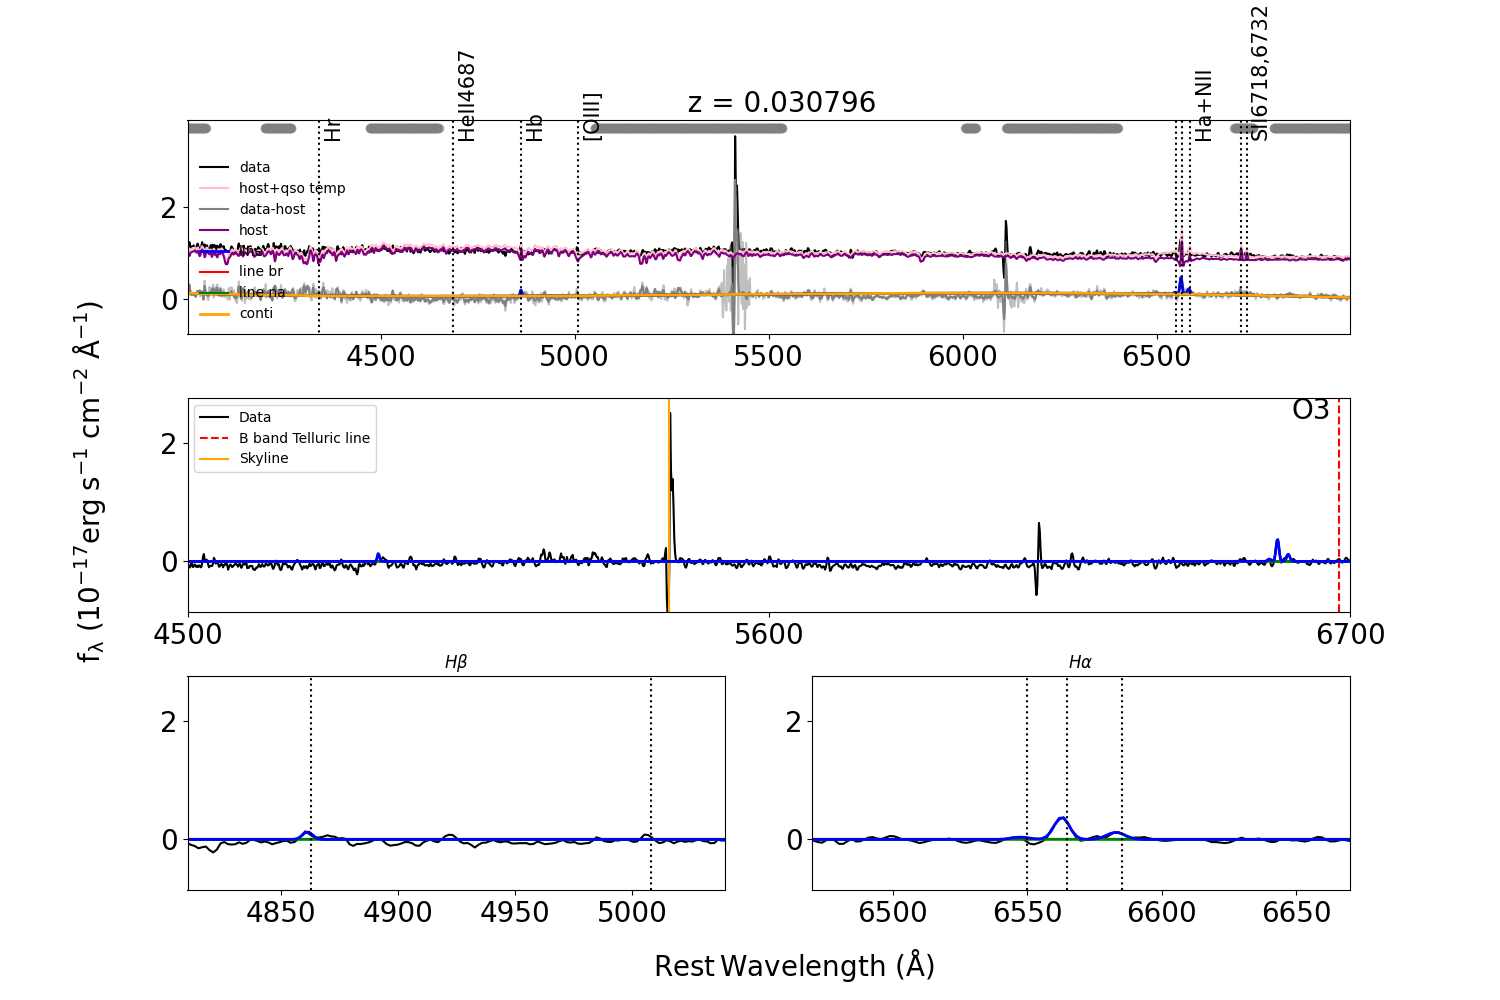 z = 0.030796
Hr
HeII4687
Hb
[OIII]
Ha+NII
SII6718,6732
data
host+qso temp
data-host
host
line br
line na
conti
2
0
4500
5000
5500
6000
6500
Data
B band Telluric line
Skyline
O3
2
0
4500
5600
6700
fλ (10−17erg s−1 cm−2 Å−1)
Hβ
2
0
4850
4900
4950
5000
Hα
2
0
6500
6550
6600
6650
Rest Wavelength (Å)